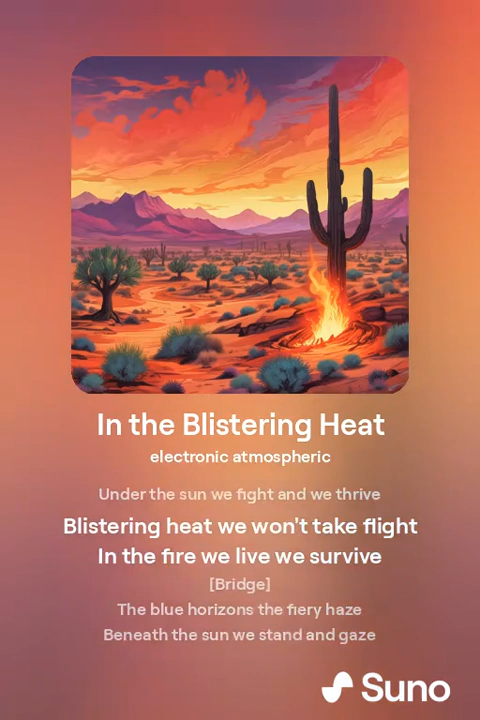 In the Blistering Heat
electronic atmospheric
Under the sun we fight and we thrive
Blistering heat we won't take flight
In the fire we live we survive
[Bridge]
The blue horizons the fiery haze
Beneath the sun we stand and gaze
Suno